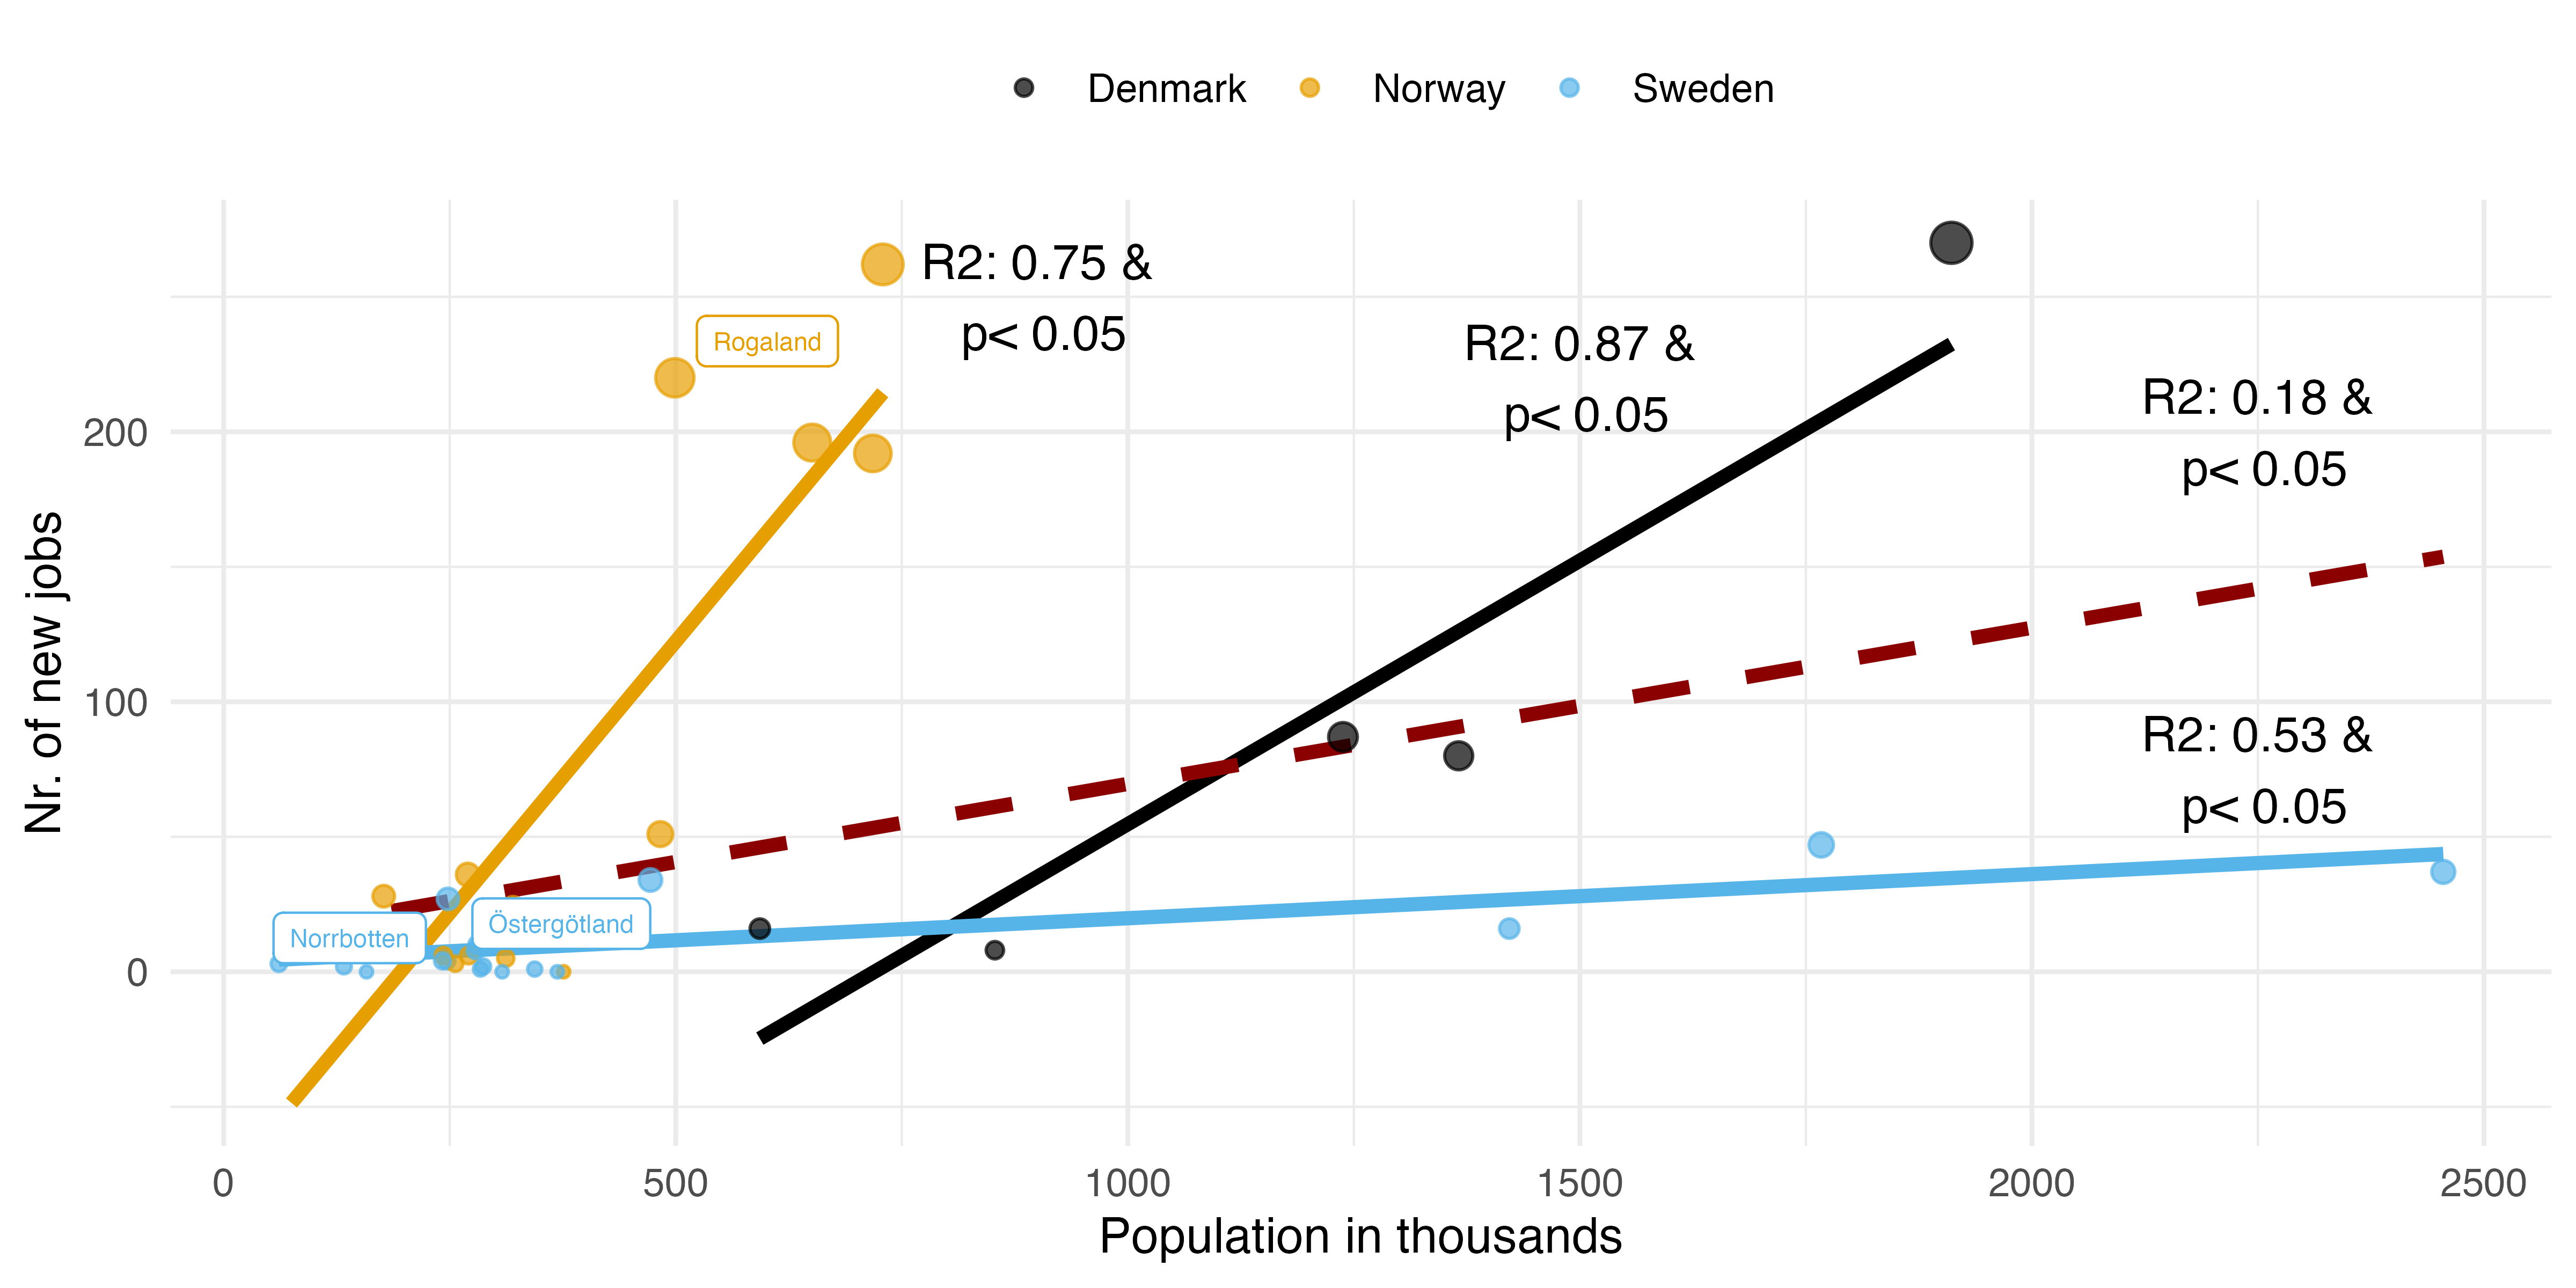 Denmark
Norway
Sweden
R2: 0.75 &
p< 0.05
Rogaland
R2: 0.87 &
p< 0.05
R2: 0.18 &
p< 0.05
R2: 0.53 &
p< 0.05
Norrbotten
Östergötland
200
100
0
Nr. of new jobs
0
500
1000
1500
2000
2500
Population in thousands